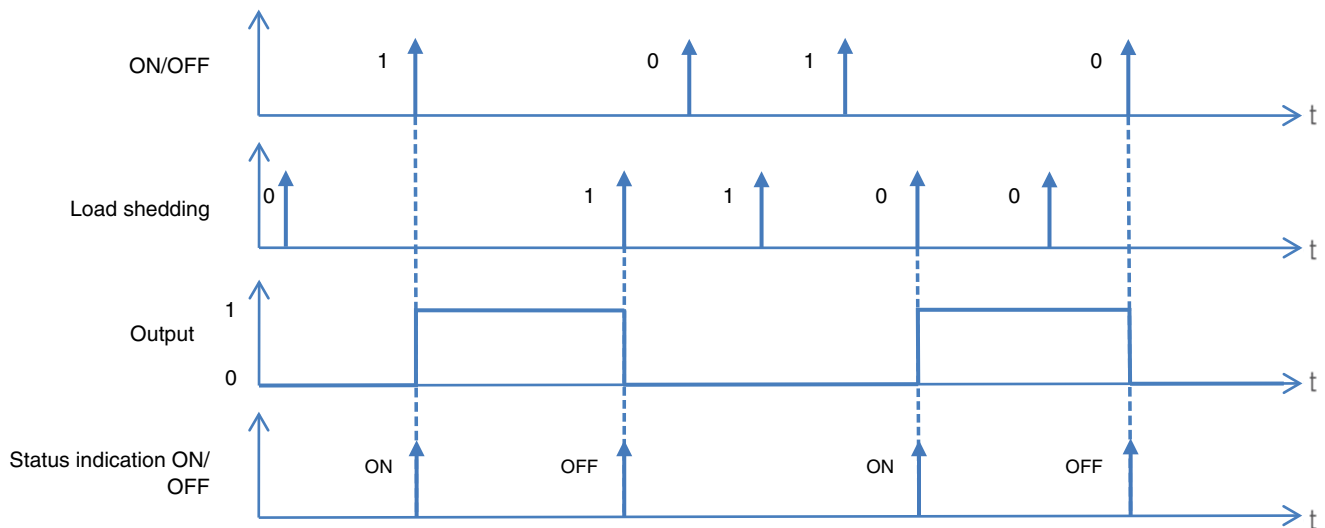 ON/OFF
1
0
1
0
t
Load shedding
0
1
1
0
0
t
Output
1
0
t
Status indication ON/
OFF
ON
OFF
ON
OFF
t